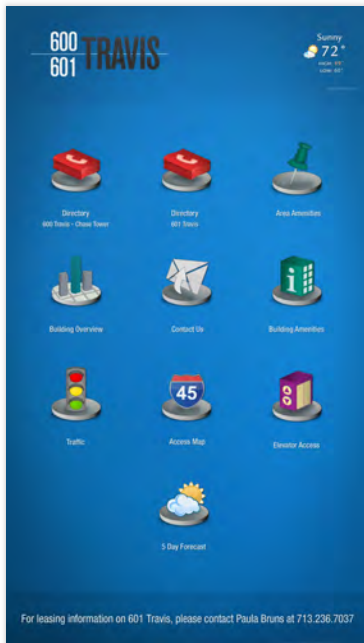 600
601 TRAVIS
Sunny
72°
Directory
600 Travis - Chase Tower
Directory
601 Travis
Area Amenities
Building Overview
Contact Us
i
Building Amenities
Traffic
45
Access Map
Elevator Access
5 Day Forecast
For leasing information on 601 Travis, please contact Paula Bruns at 713.236.7037